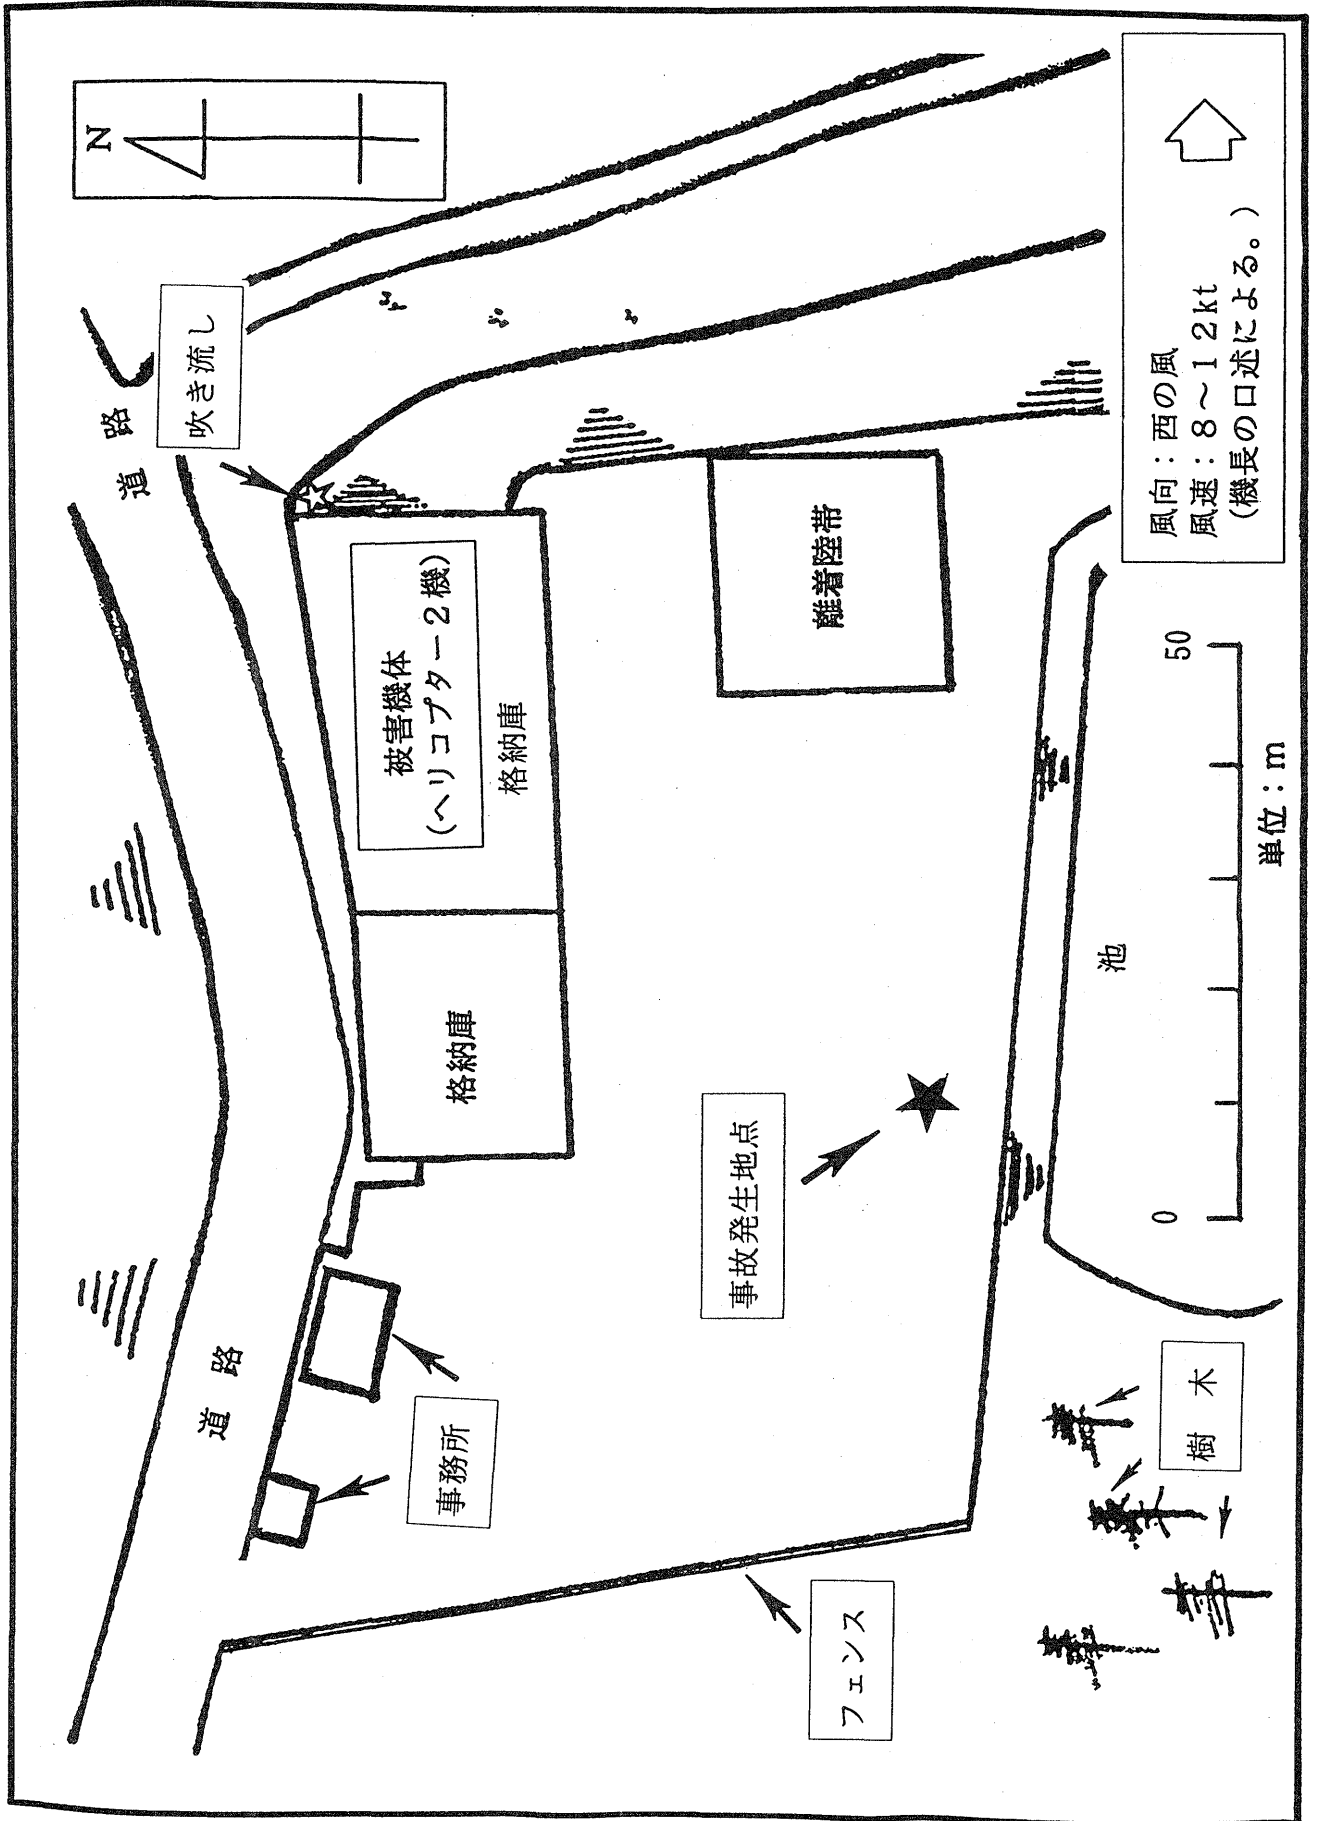 N
道路
吹き流し
道路
被害機体
(ヘリコプター2機)
格納庫
格納庫
事務所
離着陸帯
事故発生地点
フェンス
樹 木
池
0
50
単位：m
風向：西の風
風速：8～12kt
(機長の口述による。)